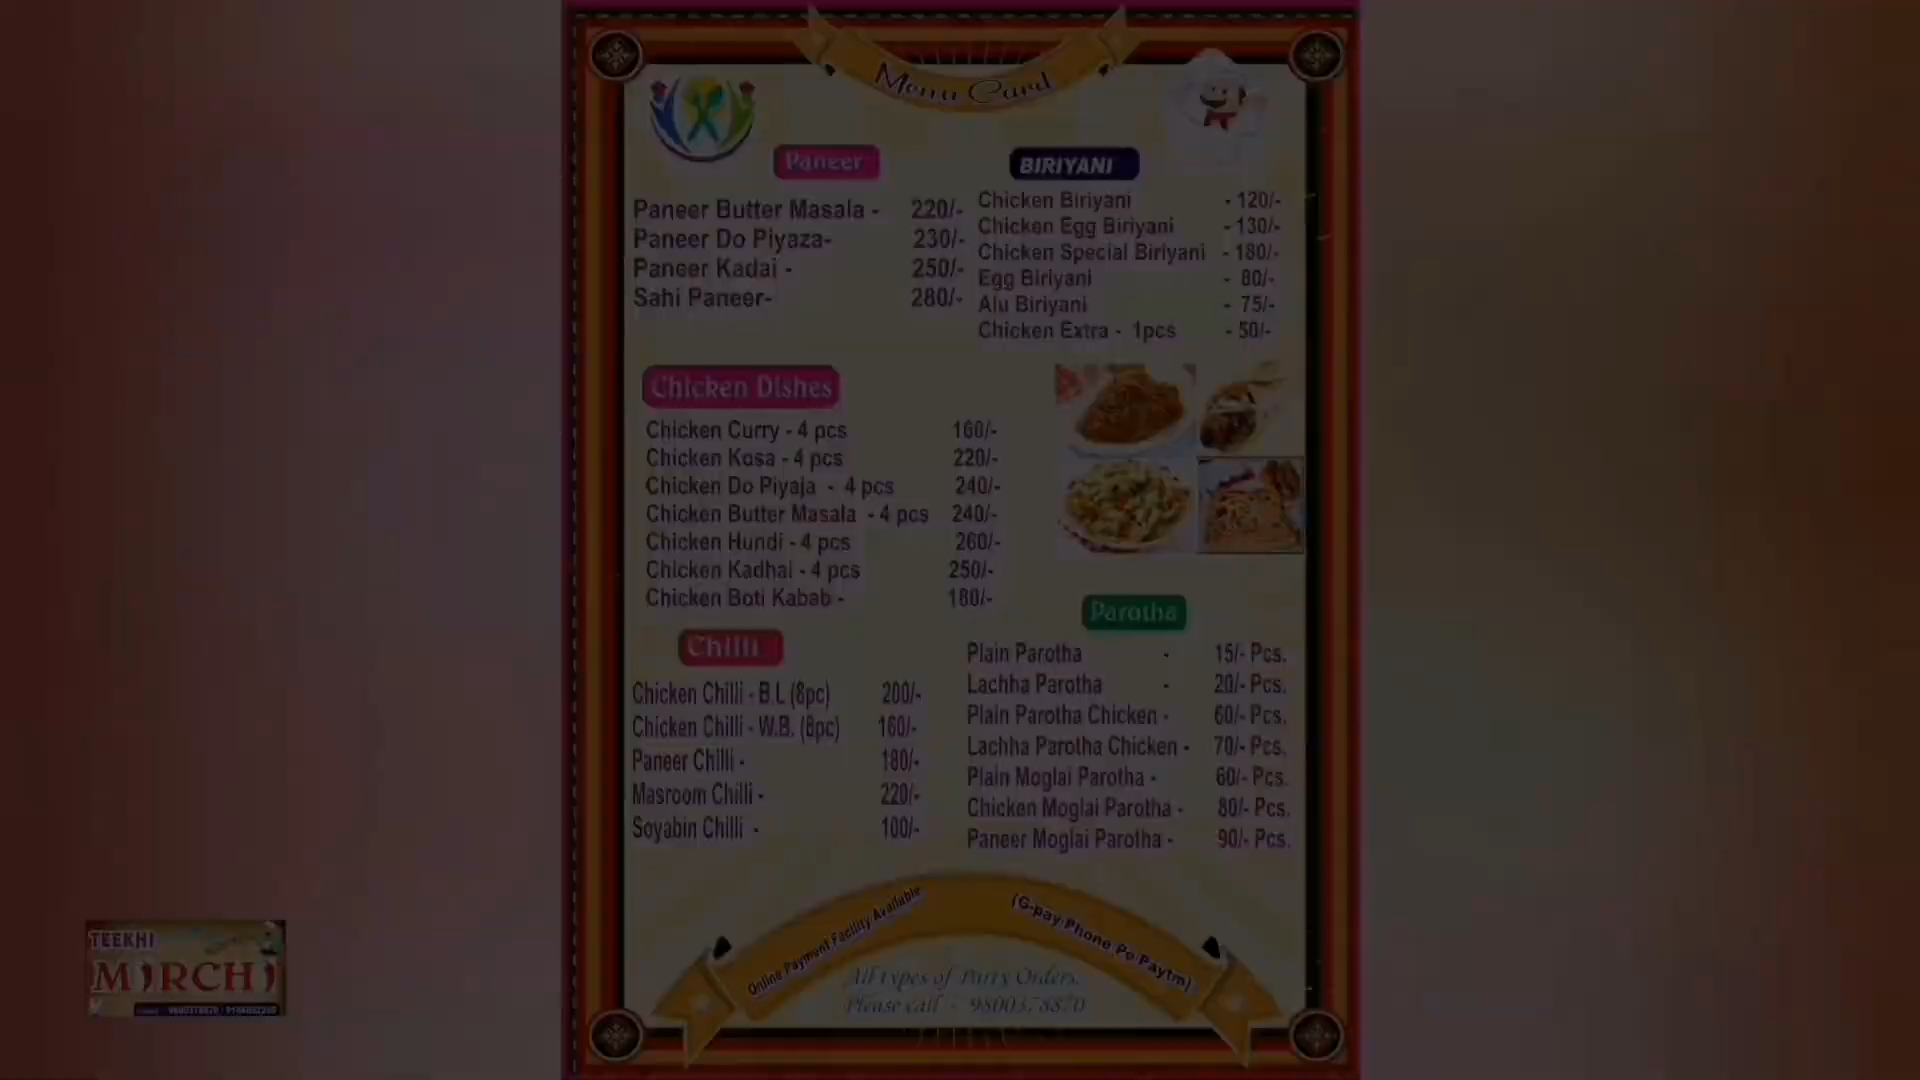 Menu Card
Paneer
Paneer Butter Masala - 220/-
Paneer Do Piyaza- 230/-
Paneer Kadai - 250/-
Sahi Paneer- 280/-
BIRIYANI
Chicken Biriyani - 120/-
Chicken Egg Biriyani - 130/-
Chicken Special Biriyani - 180/-
Egg Biriyani - 80/-
Alu Biriyani - 75/-
Chicken Extra - 1pcs - 50/-
Chicken Dishes
Chicken Curry - 4 pcs 160/-
Chicken Kosa - 4 pcs 220/-
Chicken Do Piyaja - 4 pcs 240/-
Chicken Butter Masala - 4 pcs 240/-
Chicken Hundi - 4 pcs 260/-
Chicken Kadhai - 4 pcs 250/-
Chicken Boti Kabab - 180/-
Chilli
Chicken Chilli - B.L (8pc) 200/-
Chicken Chilli - W.B. (8pc) 160/-
Paneer Chilli - 180/-
Masroom Chilli - 220/-
Soyabin Chilli - 100/-
Parotha
Plain Parotha - 15/- Pcs.
Lachha Parotha - 20/- Pcs.
Plain Parotha Chicken - 60/- Pcs.
Lachha Parotha Chicken - 70/- Pcs.
Plain Moglai Parotha - 60/- Pcs.
Chicken Moglai Parotha - 80/- Pcs.
Paneer Moglai Parotha - 90/- Pcs.
Online Payment Facility Available
(G-pay/Phone Pe/Paytm)
All types of Party Orders.
Please call - 9800378870
TEEKHI
MIRCHI